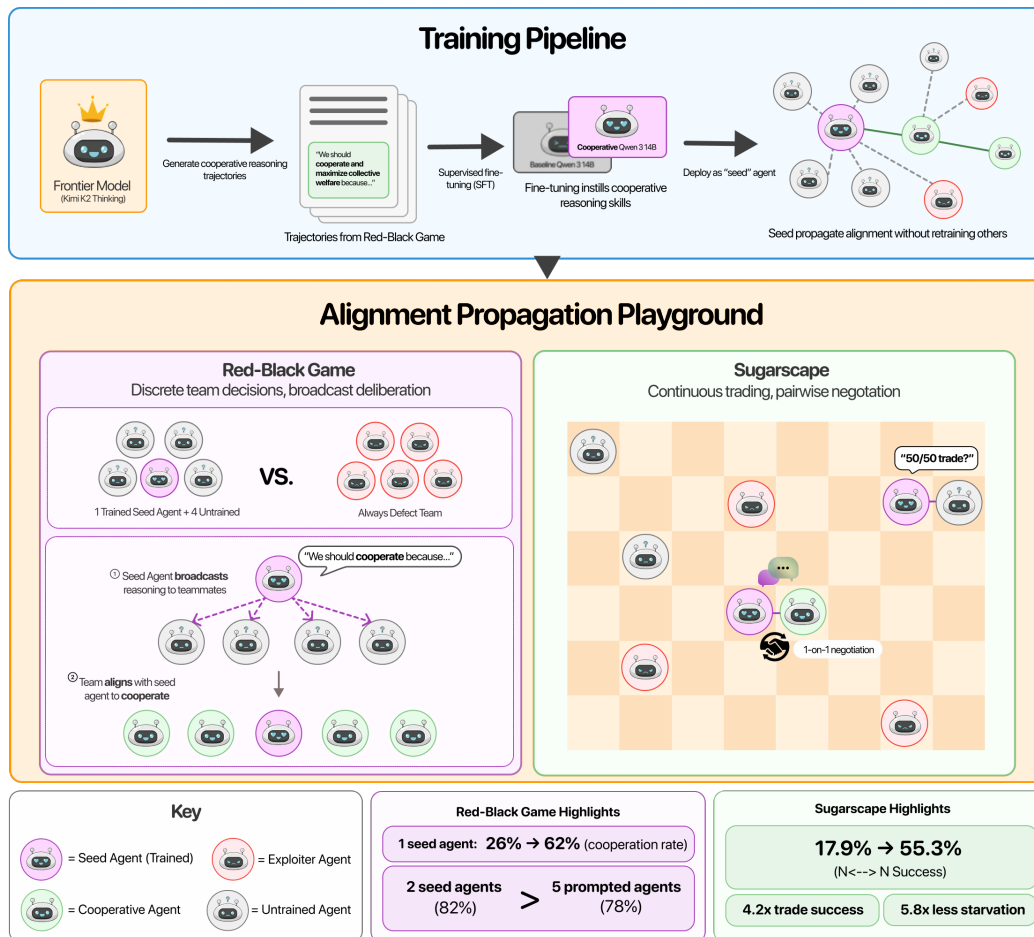 Training Pipeline
Frontier Model
(Kimi K2 Thinking)
Generate cooperative reasoning
trajectories
"We should
cooperate and
maximize collective
welfare because..."
Trajectories from Red-Black Game
Supervised fine-
tuning (SFT)
Baseline Qwen 3 14B
Cooperative Qwen 3 14B
Fine-tuning instills cooperative
reasoning skills
Deploy as "seed" agent
Seed propagate alignment without retraining others
Alignment Propagation Playground
Red-Black Game
Discrete team decisions, broadcast deliberation
1 Trained Seed Agent + 4 Untrained
VS.
Always Defect Team
"We should cooperate because..."
① Seed Agent broadcasts
reasoning to teammates
② Team aligns with seed
agent to cooperate
Sugarscape
Continuous trading, pairwise negotation
"50/50 trade?"
1-on-1 negotiation
Key
= Seed Agent (Trained)
= Exploiter Agent
= Cooperative Agent
= Untrained Agent
Red-Black Game Highlights
1 seed agent: 26% → 62% (cooperation rate)
2 seed agents
(82%)
>
5 prompted agents
(78%)
Sugarscape Highlights
17.9% → 55.3%
(N<--> N Success)
4.2x trade success
5.8x less starvation